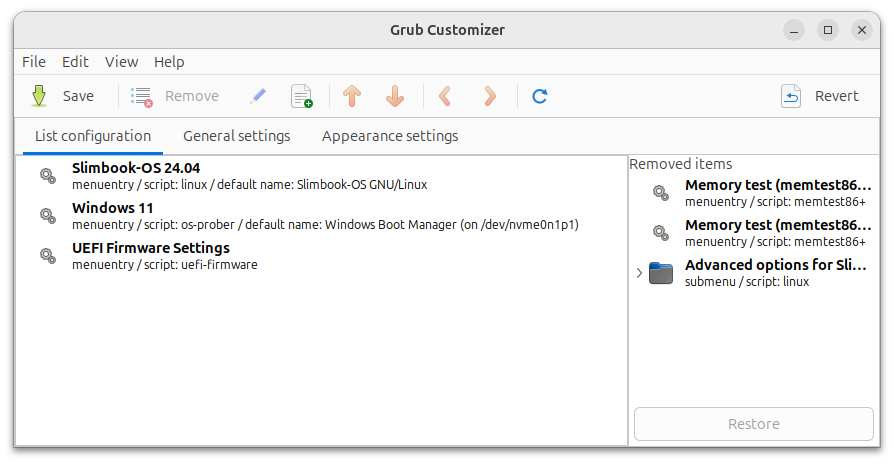 Grub Customizer
File Edit View Help
Save Remove Revert
List configuration General settings Appearance settings
Slimbook-OS 24.04
menuentry / script: linux / default name: Slimbook-OS GNU/Linux
Windows 11
menuentry / script: os-prober / default name: Windows Boot Manager (on /dev/nvme0n1p1)
UEFI Firmware Settings
menuentry / script: uefi-firmware
Removed items
Memory test (memtest86...
menuentry / script: memtest86+
Memory test (memtest86...
menuentry / script: memtest86+
Advanced options for Sli...
submenu / script: linux
Restore